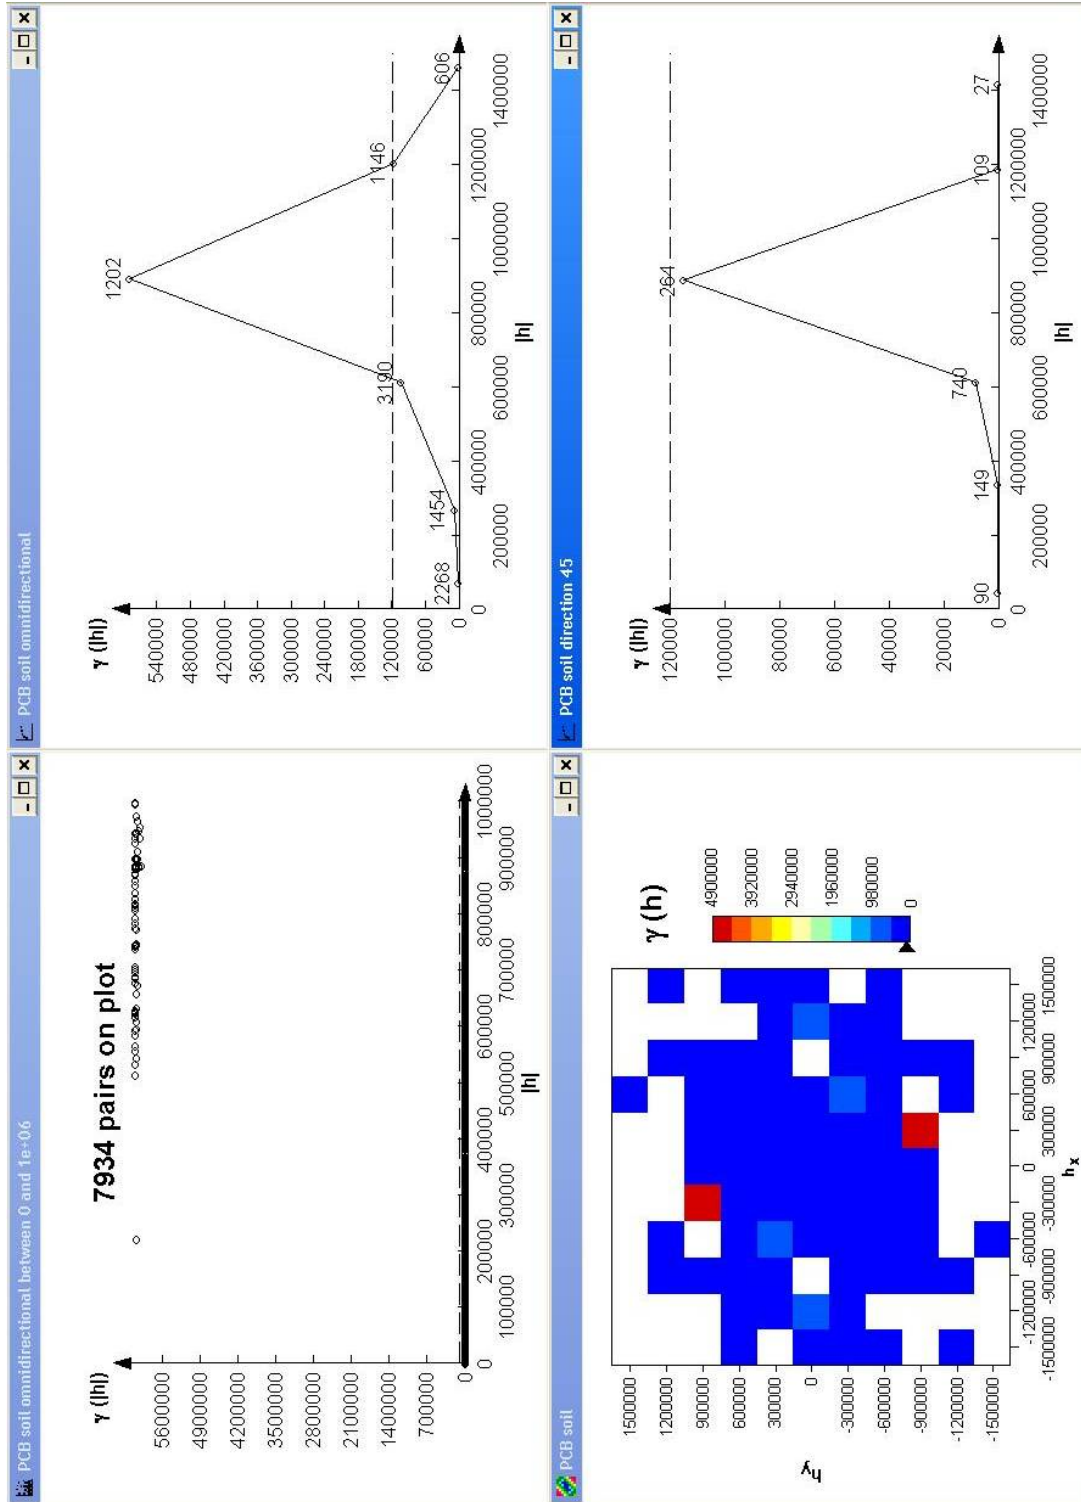 PCB soil omnidirectional between 0 and 1e+06
γ (|h|)
7934 pairs on plot
5600000
4900000
4200000
3500000
2800000
2100000
1400000
700000
0
0 100000 200000 300000 400000 500000 600000 700000 800000 900000 1000000
|h|
PCB soil omnidirectional
γ (|h|)
540000
480000
420000
360000
300000
240000
180000
120000
60000
0
2268 1454 3190 1202 1146 606
0 200000 400000 600000 800000 1000000 1200000 1400000
|h|
PCB soil
hy
1500000
1200000
900000
600000
300000
0
-300000
-600000
-900000
-1200000
-1500000
-1500000 -1200000 -900000 -600000 -300000 0 300000 600000 900000 1200000 1500000
hx
γ (h)
4900000
3920000
2940000
1960000
980000
0
PCB soil direction 45
γ (|h|)
120000
100000
80000
60000
40000
20000
0
90 149 740 264 109 27
0 200000 400000 600000 800000 1000000 1200000 1400000
|h|